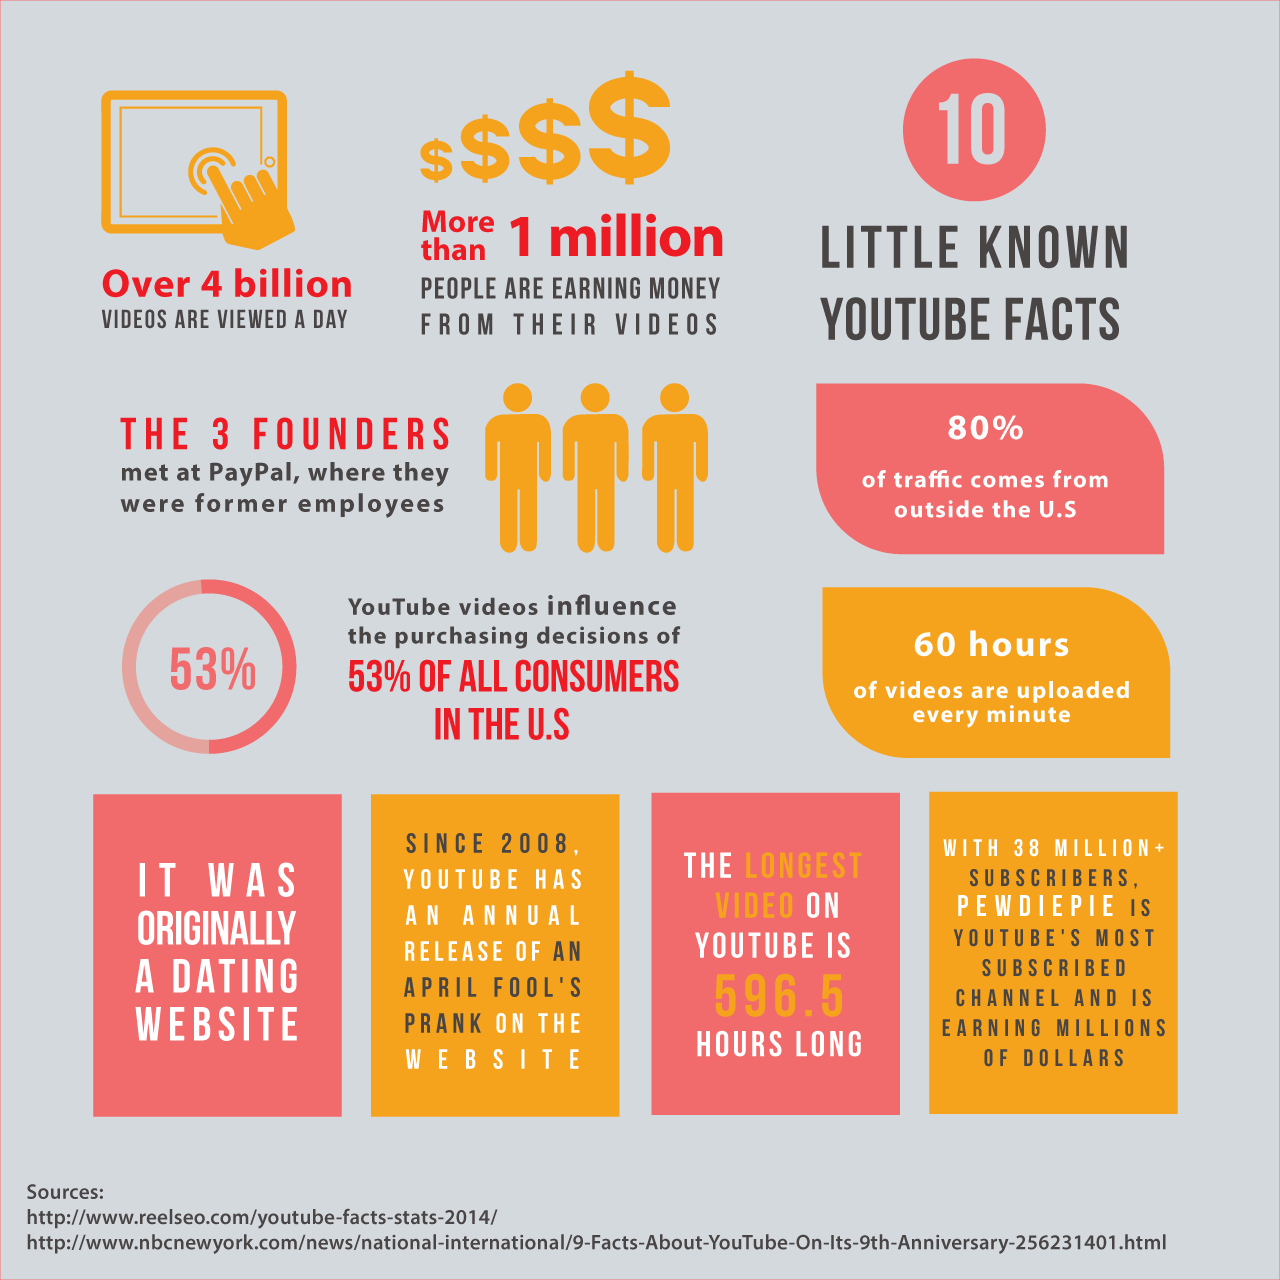 10
LITTLE KNOWN
YOUTUBE FACTS
Over 4 billion
VIDEOS ARE VIEWED A DAY
$ $ $ $
More
than 1 million
PEOPLE ARE EARNING MONEY
FROM THEIR VIDEOS
THE 3 FOUNDERS
met at PayPal, where they
were former employees
80%
of traffic comes from
outside the U.S
53%
YouTube videos influence
the purchasing decisions of
53% OF ALL CONSUMERS
IN THE U.S
60 hours
of videos are uploaded
every minute
IT WAS
ORIGINALLY
A DATING
WEBSITE
SINCE 2008,
YOUTUBE HAS
AN ANNUAL
RELEASE OF AN
APRIL FOOL'S
PRANK ON THE
WEBSITE
THE LONGEST
VIDEO ON
YOUTUBE IS
596.5
HOURS LONG
WITH 38 MILLION+
SUBSCRIBERS,
PEWDIEPIE IS
YOUTUBE'S MOST
SUBSCRIBED
CHANNEL AND IS
EARNING MILLIONS
OF DOLLARS
Sources:
http://www.reelseo.com/youtube-facts-stats-2014/
http://www.nbcnewyork.com/news/national-international/9-Facts-About-YouTube-On-Its-9th-Anniversary-256231401.html